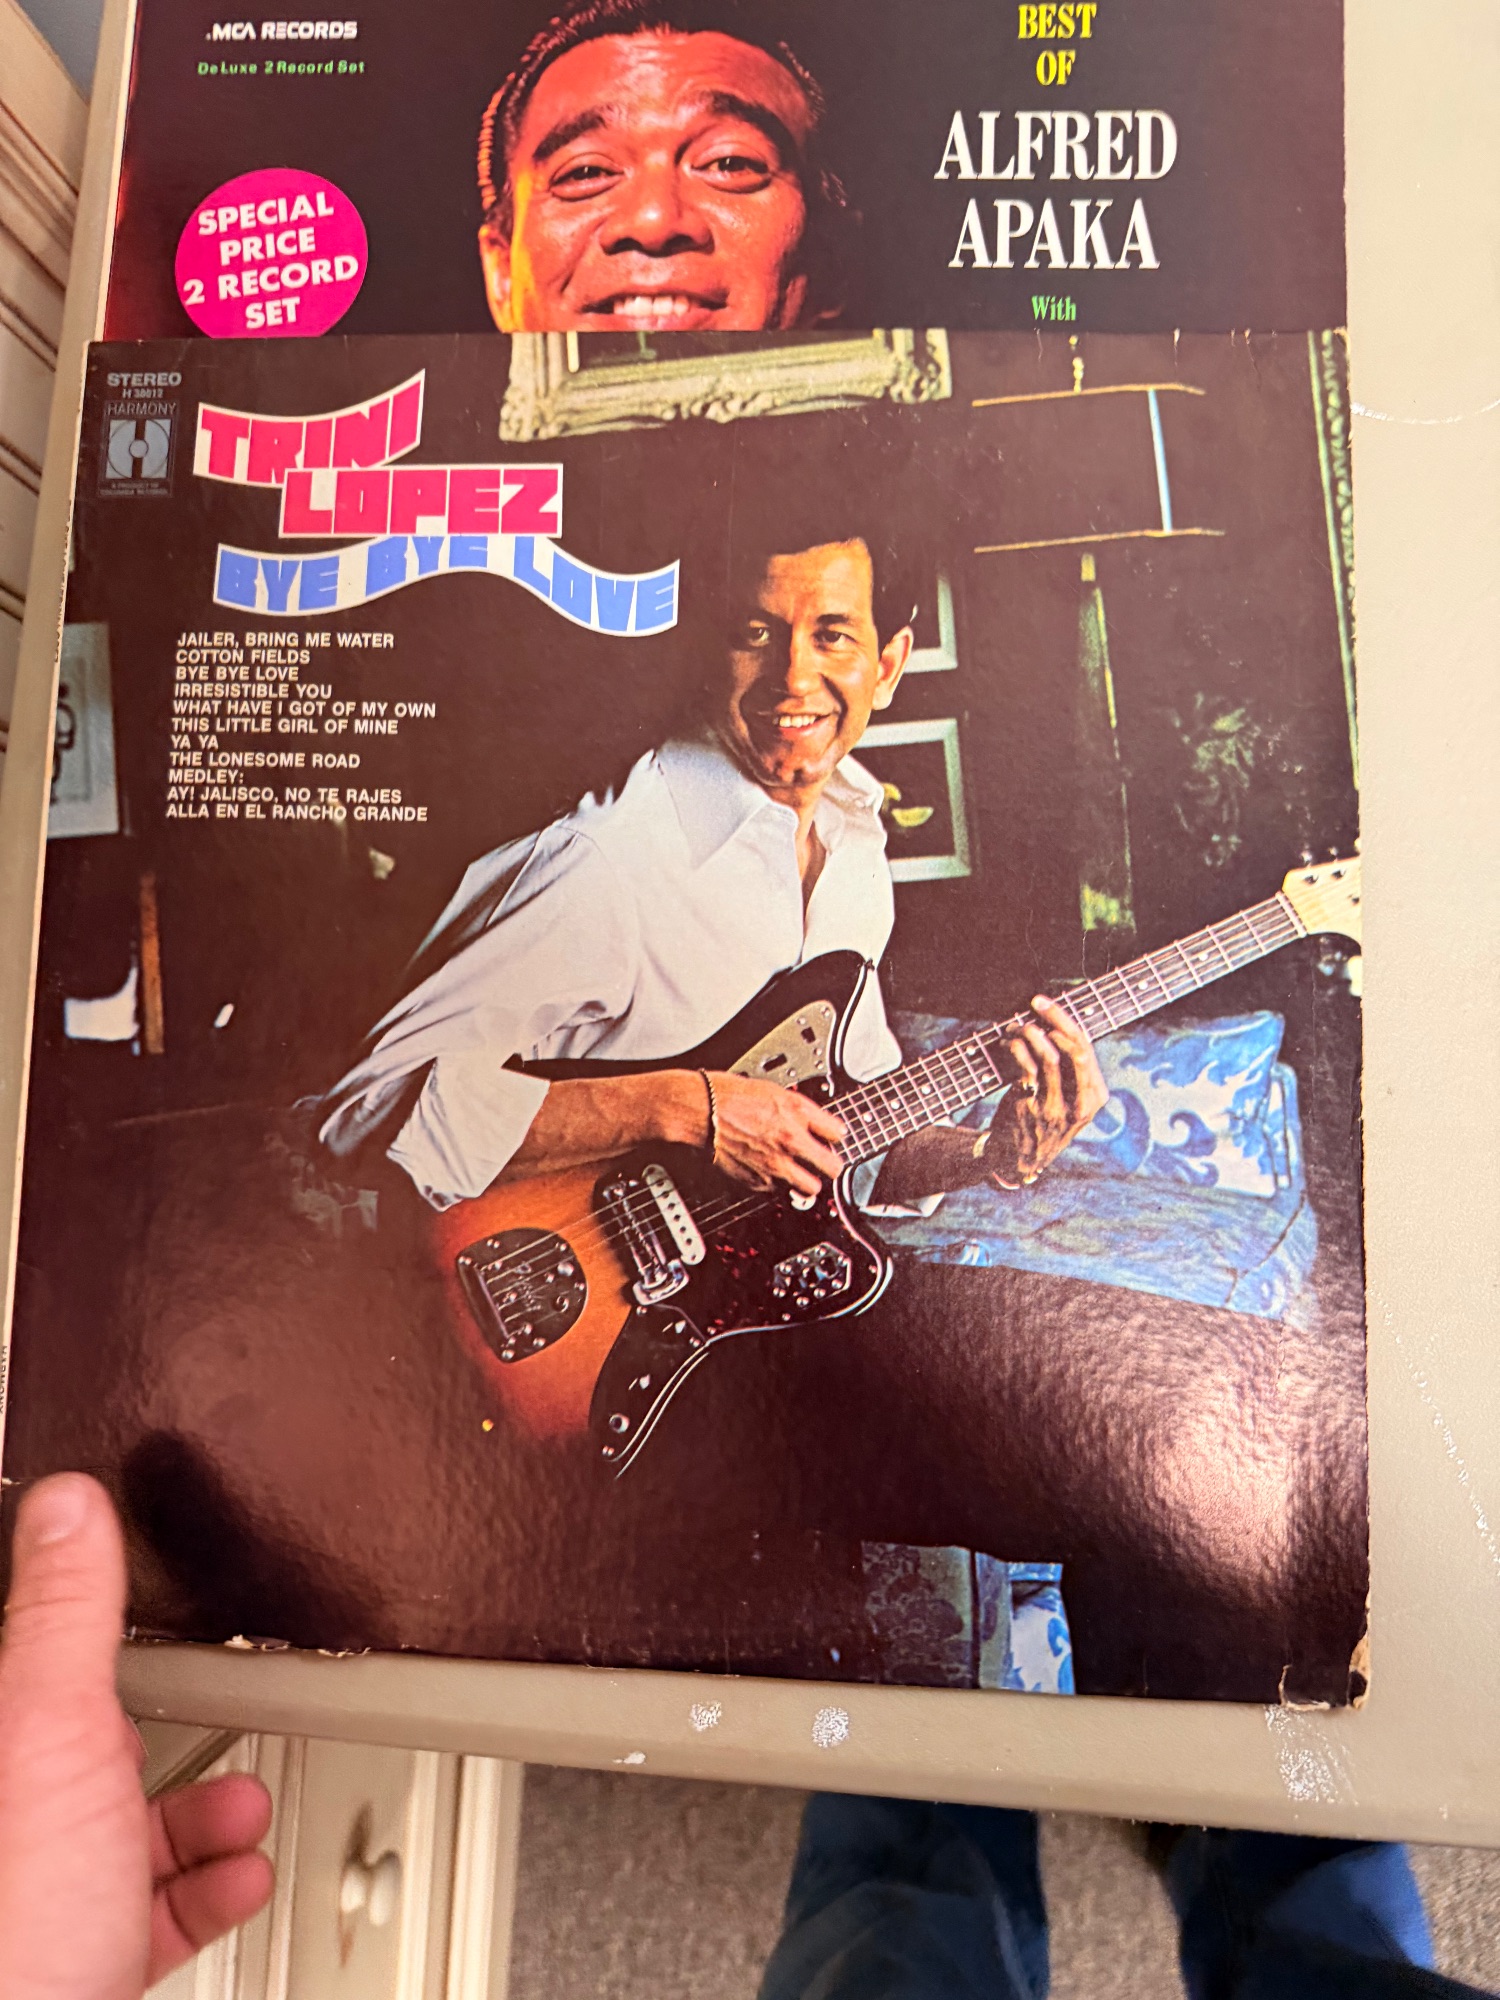 .MCA RECORDS
DeLuxe 2 Record Set
SPECIAL
PRICE
2 RECORD
SET
BEST
OF
ALFRED
APAKA
With
STEREO
H 30012
HARMONY
H
TRINI
LOPEZ
BYE BYE LOVE
JAILER, BRING ME WATER
COTTON FIELDS
BYE BYE LOVE
IRRESISTIBLE YOU
WHAT HAVE I GOT OF MY OWN
THIS LITTLE GIRL OF MINE
YA YA
THE LONESOME ROAD
MEDLEY:
AY! JALISCO, NO TE RAJES
ALLA EN EL RANCHO GRANDE
HARMONY